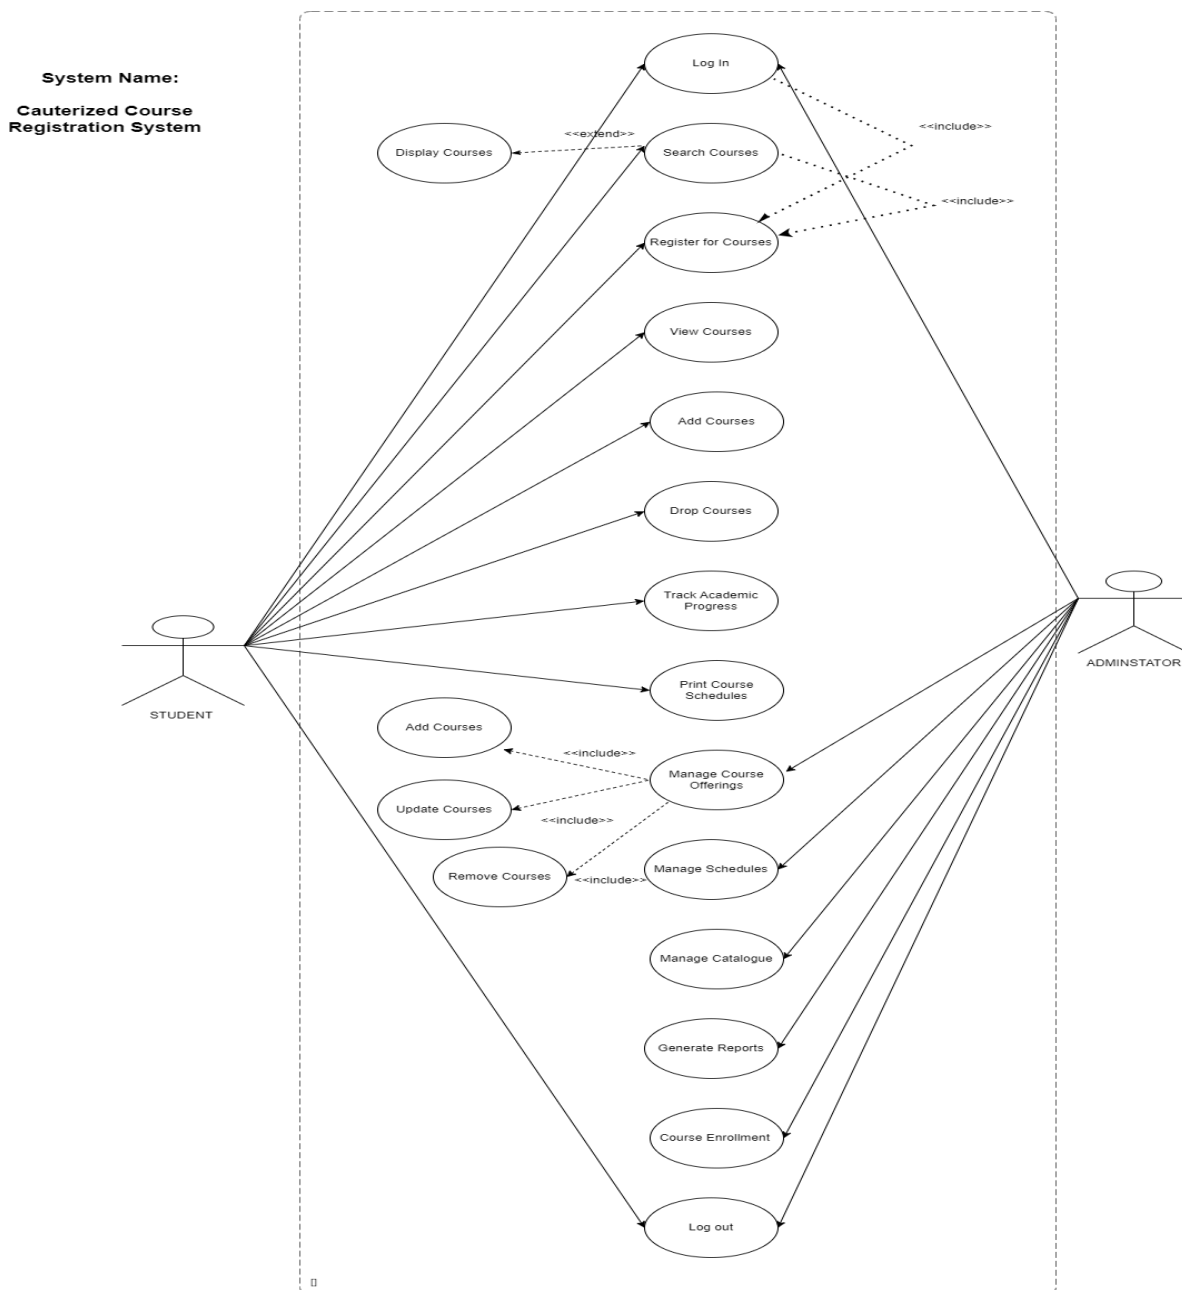 System Name:
Cauterized Course
Registration System
Log In
<<include>>
<<extend>>
Display Courses
Search Courses
<<include>>
Register for Courses
View Courses
Add Courses
Drop Courses
Track Academic
Progress
ADMINSTATOR
STUDENT
Print Course
Schedules
Add Courses
<<include>>
Manage Course
Offerings
Update Courses
<<include>>
Remove Courses
<<include>>
Manage Schedules
Manage Catalogue
Generate Reports
Course Enrollment
Log out
[]